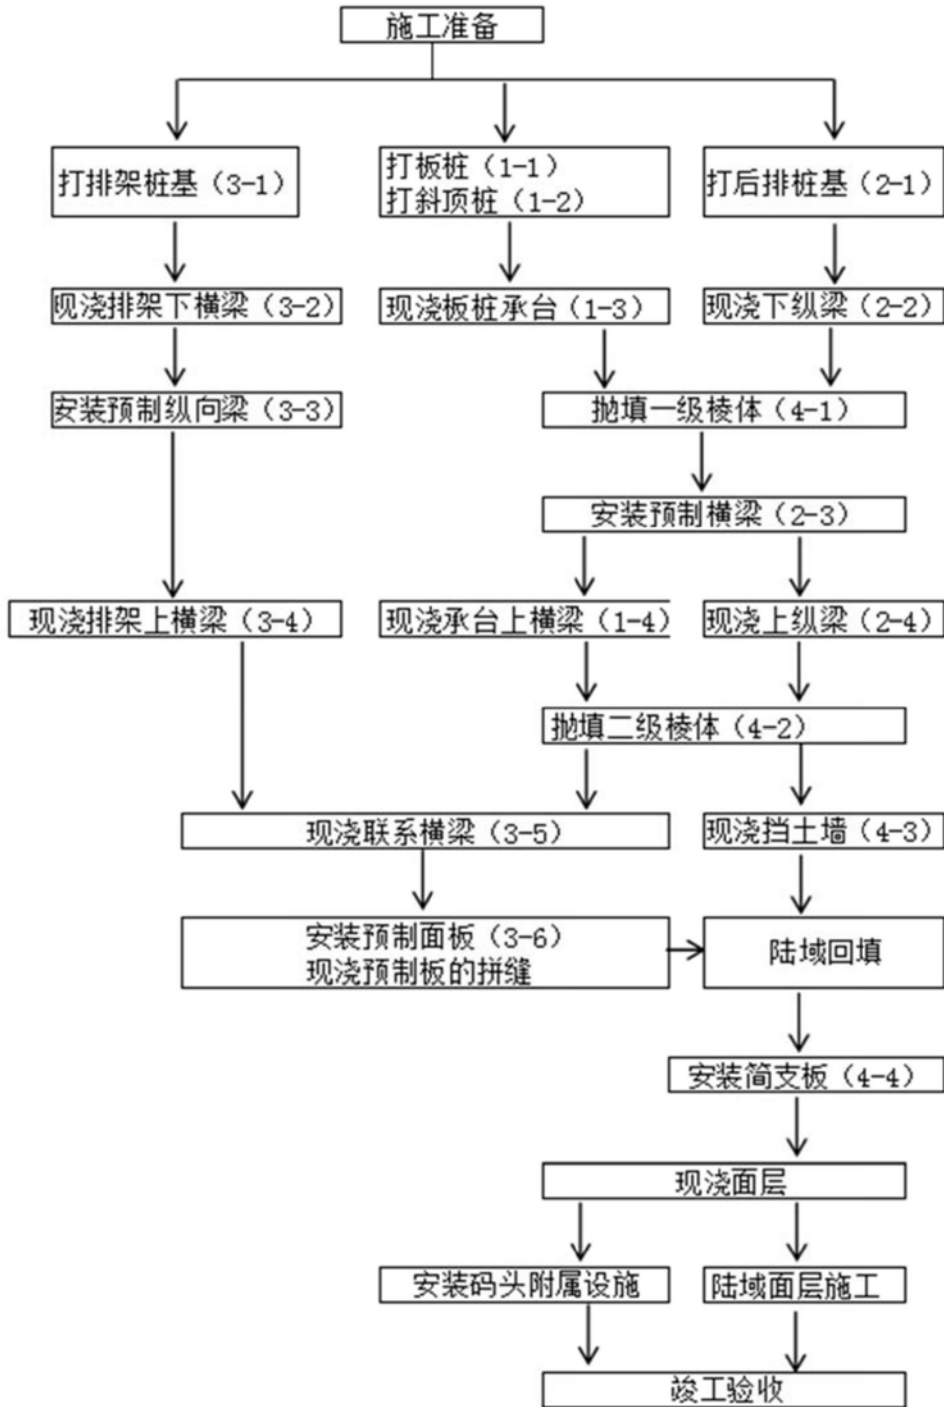 施工准备
打排架桩基（3-1）
打板桩（1-1）
打斜顶桩（1-2）
打后排桩基（2-1）
现浇排架下横梁（3-2）
现浇板桩承台（1-3）
现浇下纵梁（2-2）
安装预制纵向梁（3-3）
抛填一级棱体（4-1）
安装预制横梁（2-3）
现浇排架上横梁（3-4）
现浇承台上横梁（1-4）
现浇上纵梁（2-4）
抛填二级棱体（4-2）
现浇联系横梁（3-5）
现浇挡土墙（4-3）
安装预制面板（3-6）
现浇预制板的拼缝
陆域回填
安装简支板（4-4）
现浇面层
安装码头附属设施
陆域面层施工
竣工验收